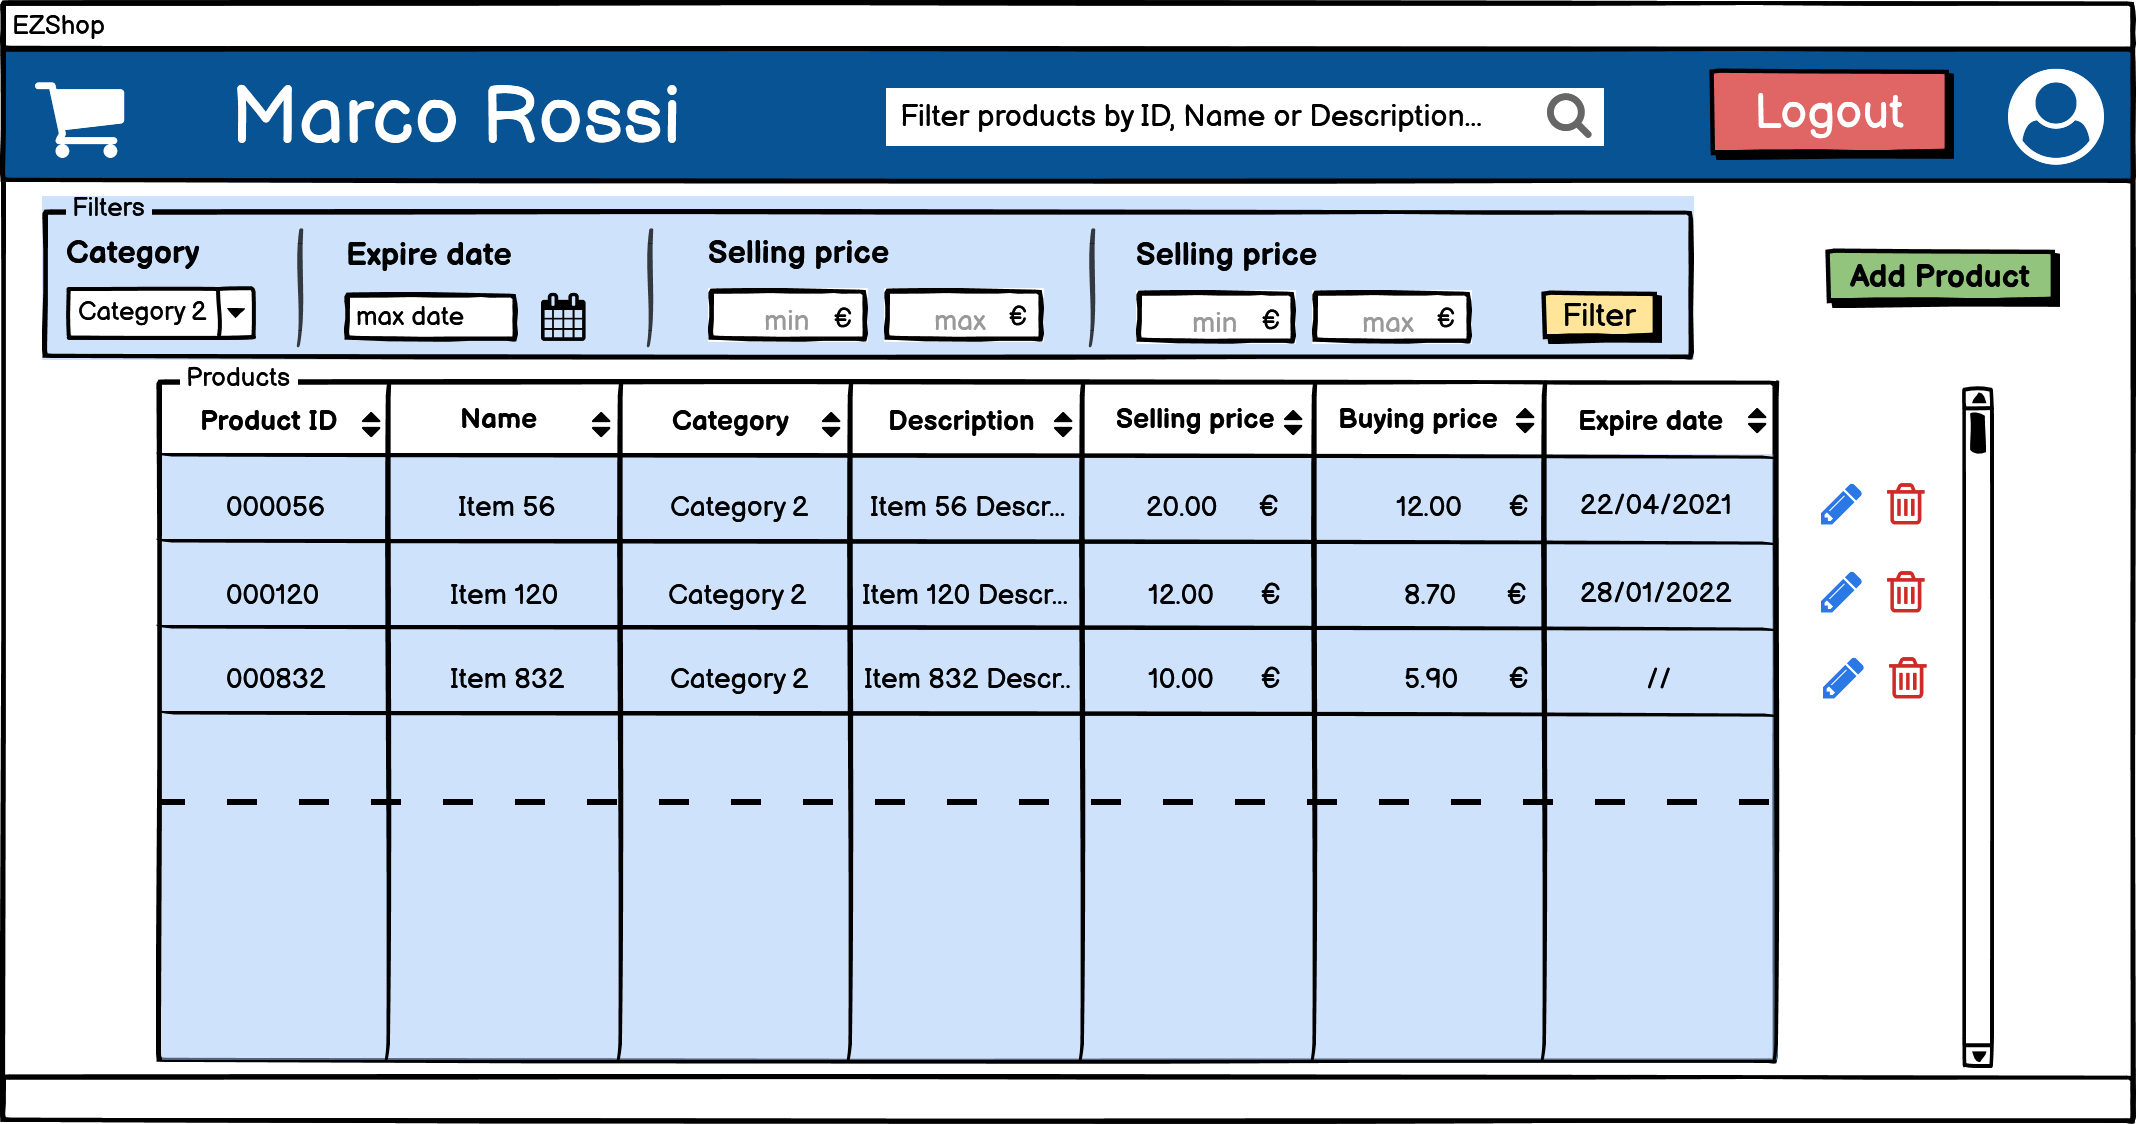 EZShop
Marco Rossi
Filter products by ID, Name or Description...
Logout
Filters
Category
Expire date
Selling price
Selling price
Category 2
max date
min €
max €
min €
max €
Filter
Add Product
Products
Product ID Name Category Description Selling price Buying price Expire date
000056 Item 56 Category 2 Item 56 Descr... 20.00 € 12.00 € 22/04/2021
000120 Item 120 Category 2 Item 120 Descr... 12.00 € 8.70 € 28/01/2022
000832 Item 832 Category 2 Item 832 Descr.. 10.00 € 5.90 € //